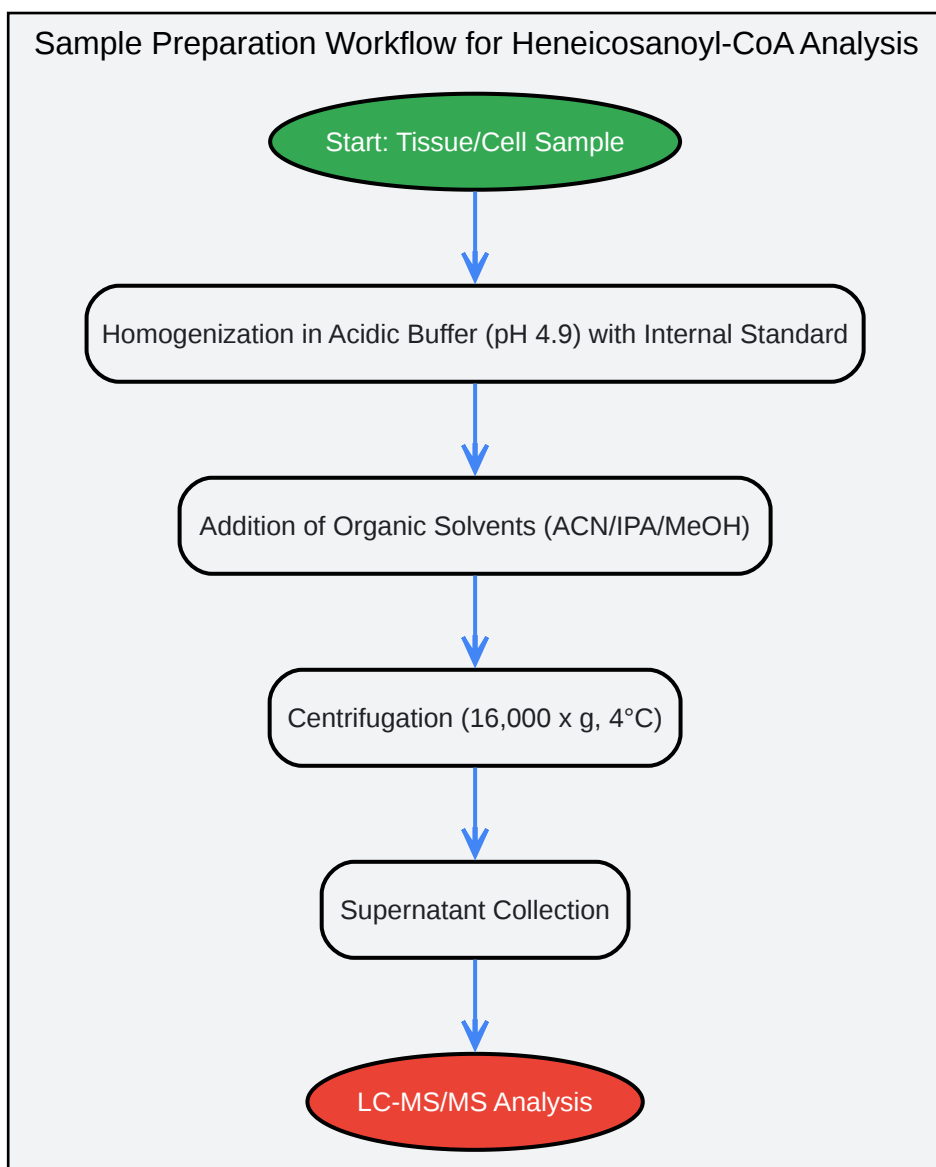 Sample Preparation Workflow for Heneicosanoyl-CoA Analysis
Start: Tissue/Cell Sample
Homogenization in Acidic Buffer (pH 4.9) with Internal Standard
Addition of Organic Solvents (ACN/IPA/MeOH)
Centrifugation (16,000 x g, 4°C)
Supernatant Collection
LC-MS/MS Analysis